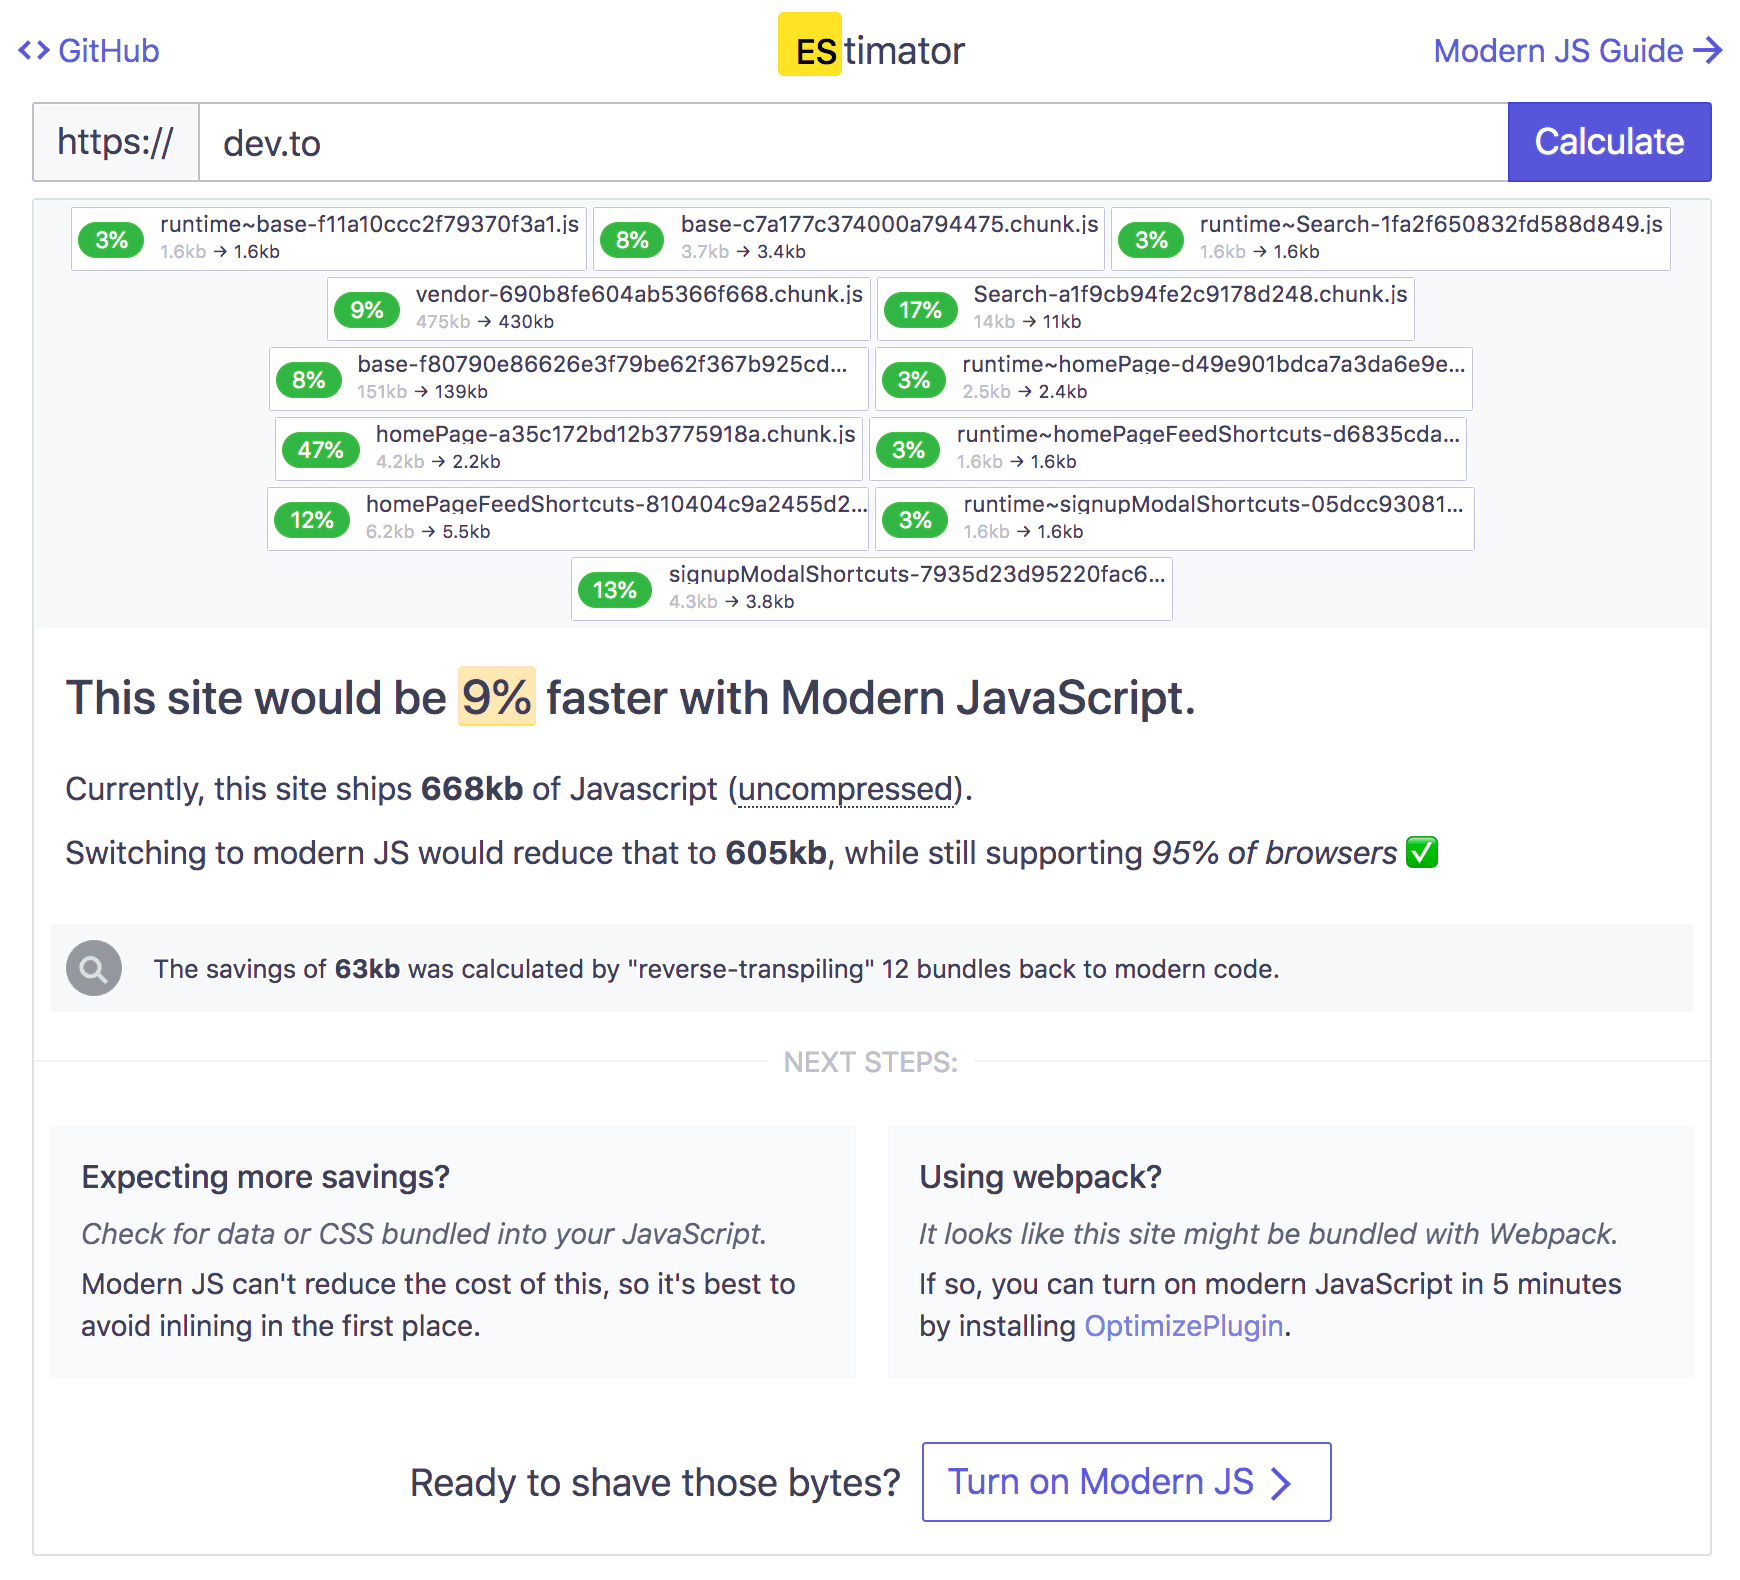 GitHub
EStimator
Modern JS Guide
https://
dev.to
Calculate
3% runtime~base-f11a10ccc2f79370f3a1.js
1.6kb → 1.6kb
8% base-c7a177c374000a794475.chunk.js
3.7kb → 3.4kb
3% runtime~Search-1fa2f650832fd588d849.js
1.6kb → 1.6kb
9% vendor-690b8fe604ab5366f668.chunk.js
475kb → 430kb
17% Search-a1f9cb94fe2c9178d248.chunk.js
14kb → 11kb
8% base-f80790e86626e3f79be62f367b925cd...
151kb → 139kb
3% runtime~homePage-d49e901bdca7a3da6e9e...
2.5kb → 2.4kb
47% homePage-a35c172bd12b3775918a.chunk.js
4.2kb → 2.2kb
3% runtime~homePageFeedShortcuts-d6835cda...
1.6kb → 1.6kb
12% homePageFeedShortcuts-810404c9a2455d2...
6.2kb → 5.5kb
3% runtime~signupModalShortcuts-05dcc93081...
1.6kb → 1.6kb
13% signupModalShortcuts-7935d23d95220fac6...
4.3kb → 3.8kb
This site would be 9% faster with Modern JavaScript.
Currently, this site ships 668kb of Javascript (uncompressed).
Switching to modern JS would reduce that to 605kb, while still supporting 95% of browsers ✅
The savings of 63kb was calculated by "reverse-transpiling" 12 bundles back to modern code.
NEXT STEPS:
Expecting more savings?
Check for data or CSS bundled into your JavaScript.
Modern JS can't reduce the cost of this, so it's best to
avoid inlining in the first place.
Using webpack?
It looks like this site might be bundled with Webpack.
If so, you can turn on modern JavaScript in 5 minutes
by installing OptimizePlugin.
Ready to shave those bytes?
Turn on Modern JS